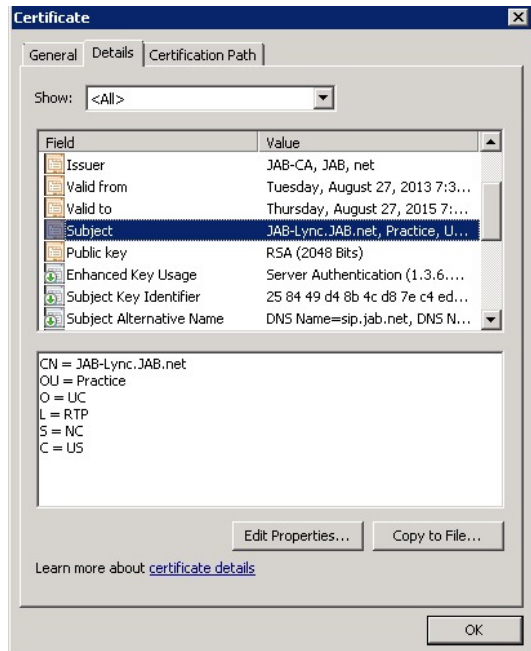 Certificate
General Details Certification Path
Show: <All>
Field Value
Issuer JAB-CA, JAB, net
Valid from Tuesday, August 27, 2013 7:3...
Valid to Thursday, August 27, 2015 7:...
Subject JAB-Lync.JAB.net, Practice, U...
Public key RSA (2048 Bits)
Enhanced Key Usage Server Authentication (1.3.6....
Subject Key Identifier 25 84 49 d4 8b 4c d8 7e c4 ed...
Subject Alternative Name DNS Name=sip.jab.net, DNS N...
CN = JAB-Lync.JAB.net
OU = Practice
O = UC
L = RTP
S = NC
C = US
Edit Properties... Copy to File...
Learn more about certificate details
OK